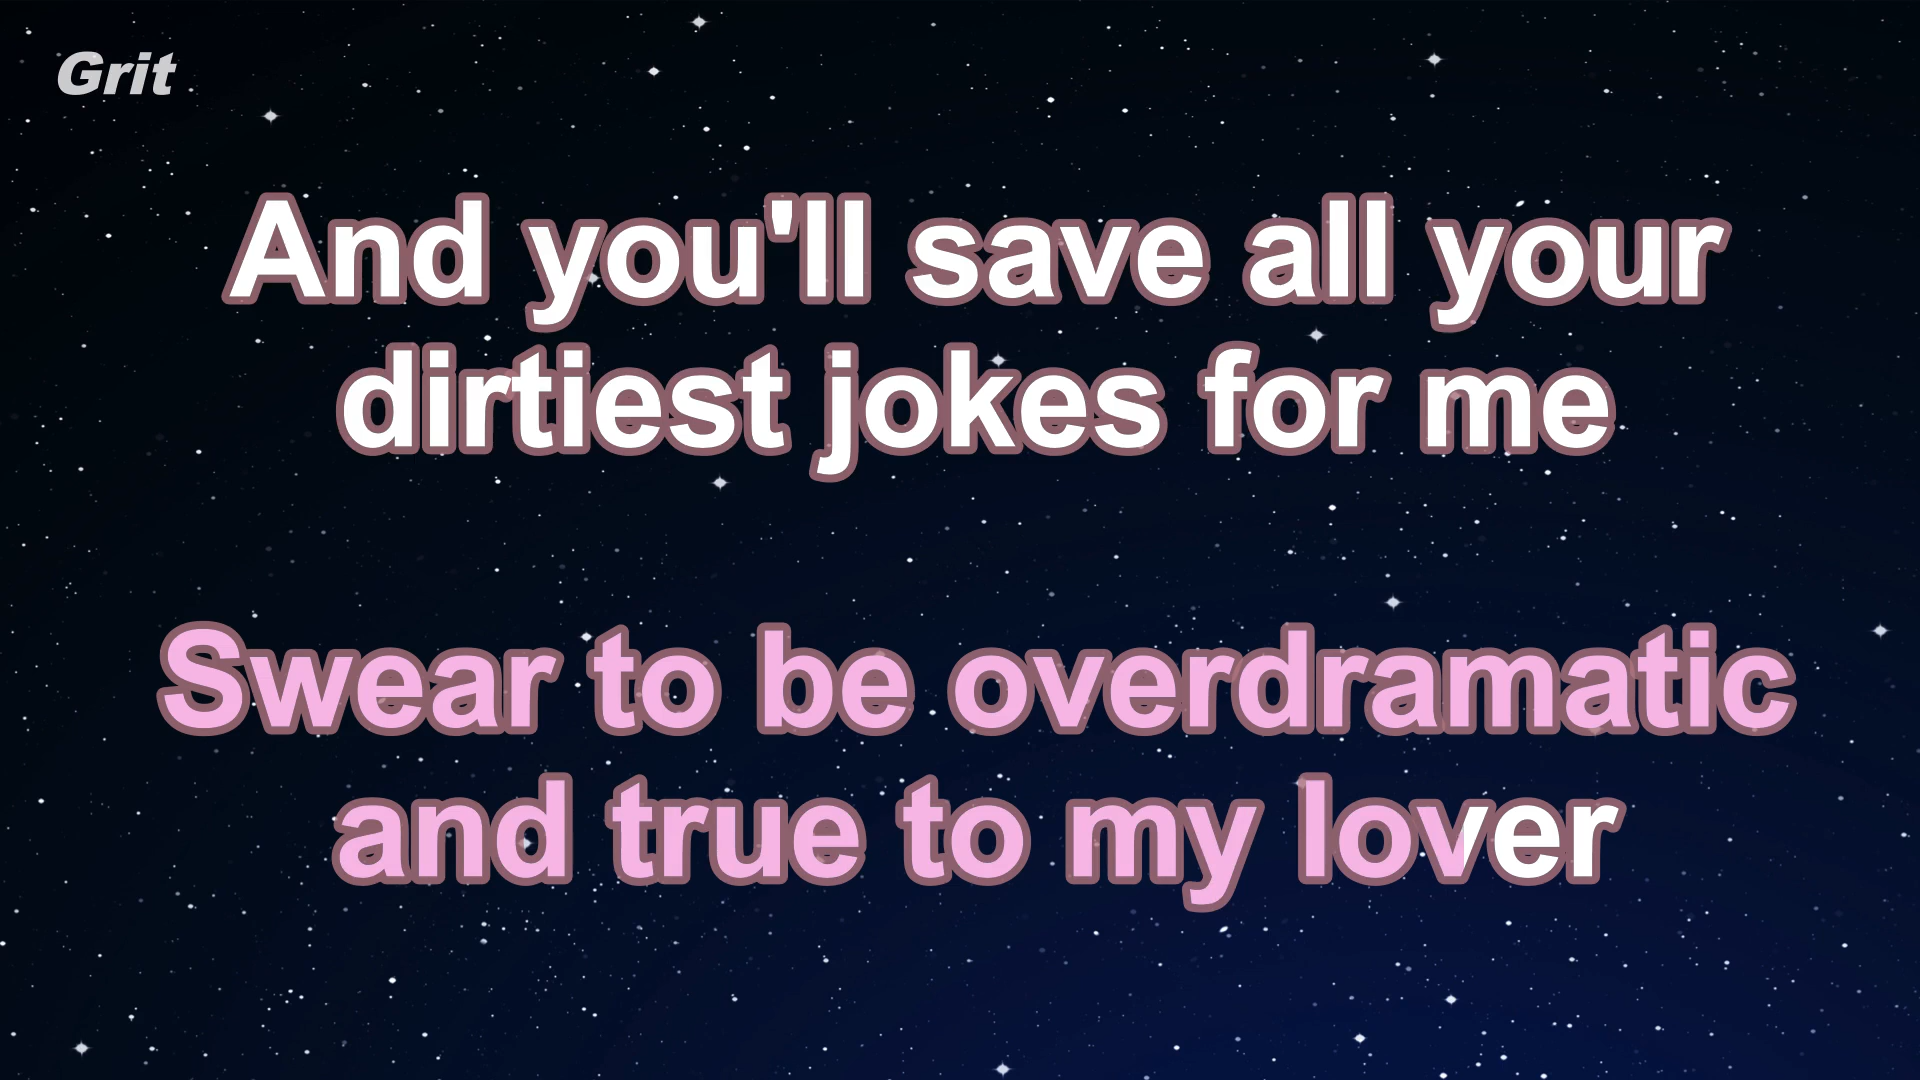 Grit
And you'll save all your
dirtiest jokes for me
Swear to be overdramatic
and true to my lover